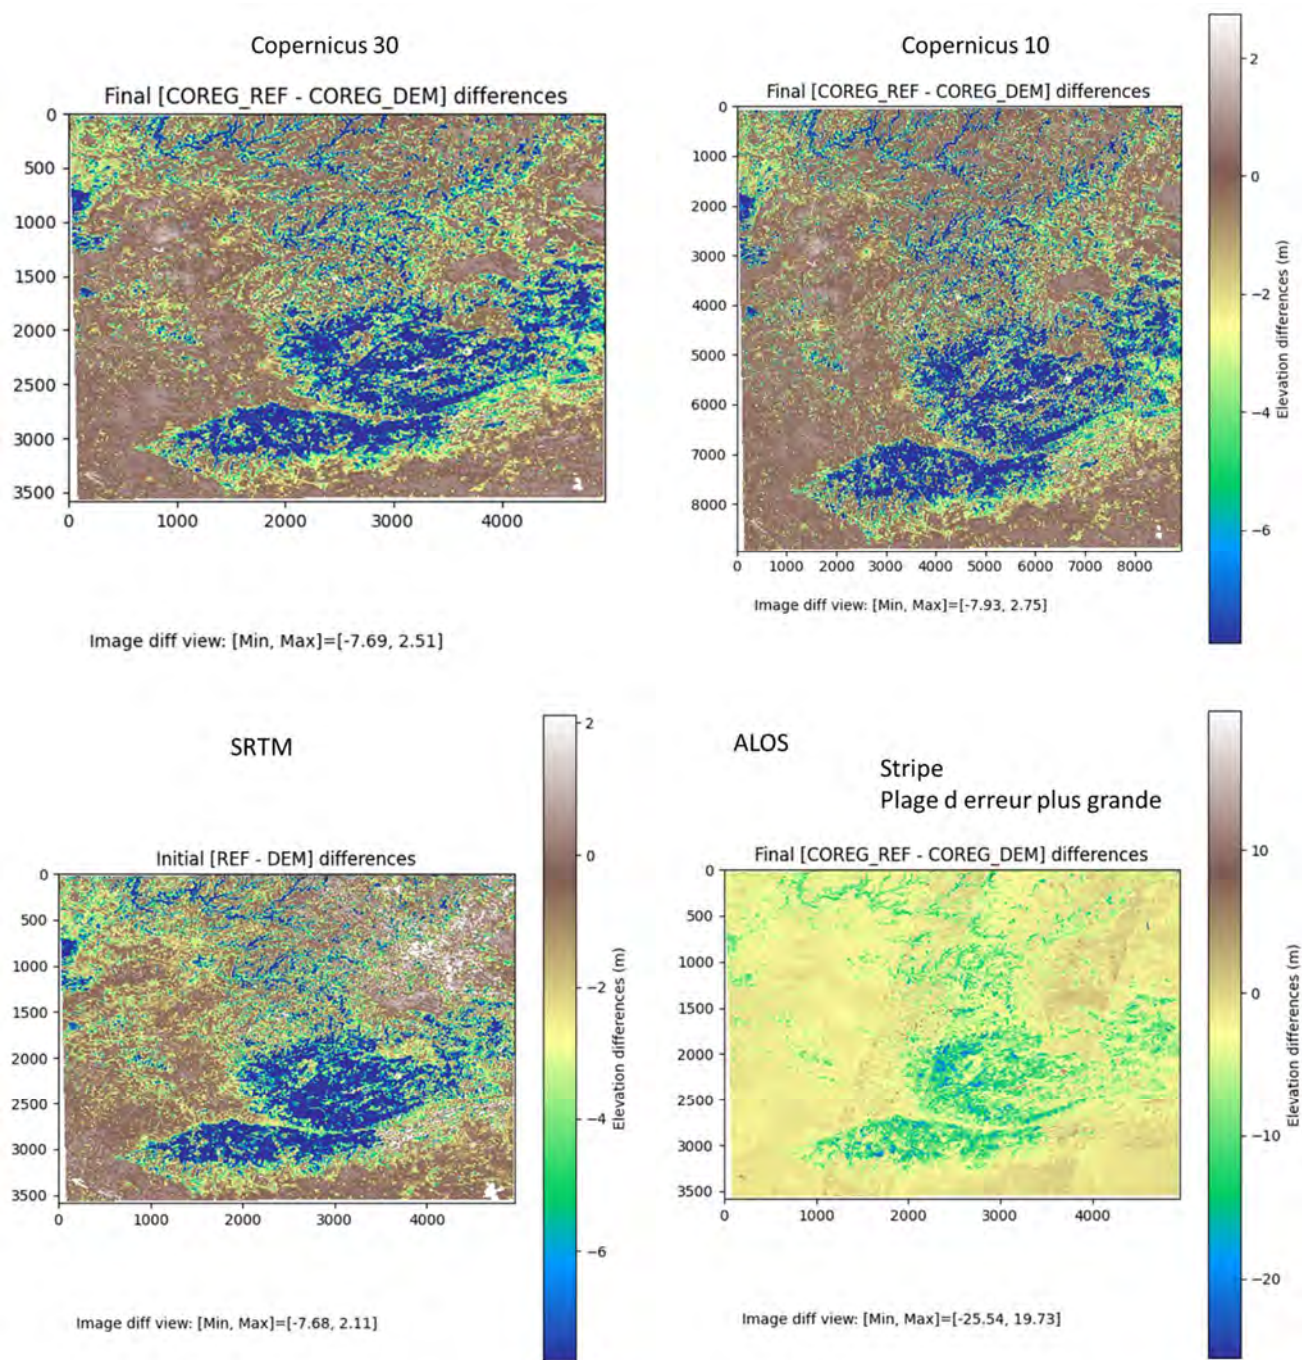 Copernicus 30
Final [COREG_REF - COREG_DEM] differences
0
500
1000
1500
2000
2500
3000
3500
0 1000 2000 3000 4000
Image diff view: [Min, Max]=[-7.69, 2.51]
Copernicus 10
Final [COREG_REF - COREG_DEM] differences
0
1000
2000
3000
4000
5000
6000
7000
8000
0 1000 2000 3000 4000 5000 6000 7000 8000
Image diff view: [Min, Max]=[-7.93, 2.75]
2
0
−2
−4
−6
Elevation differences (m)
SRTM
Initial [REF - DEM] differences
0
500
1000
1500
2000
2500
3000
3500
0 1000 2000 3000 4000
Image diff view: [Min, Max]=[-7.68, 2.11]
2
0
−2
−4
−6
Elevation differences (m)
ALOS
Stripe
Plage d erreur plus grande
Final [COREG_REF - COREG_DEM] differences
0
500
1000
1500
2000
2500
3000
3500
0 1000 2000 3000 4000
Image diff view: [Min, Max]=[-25.54, 19.73]
10
0
−10
−20
Elevation differences (m)